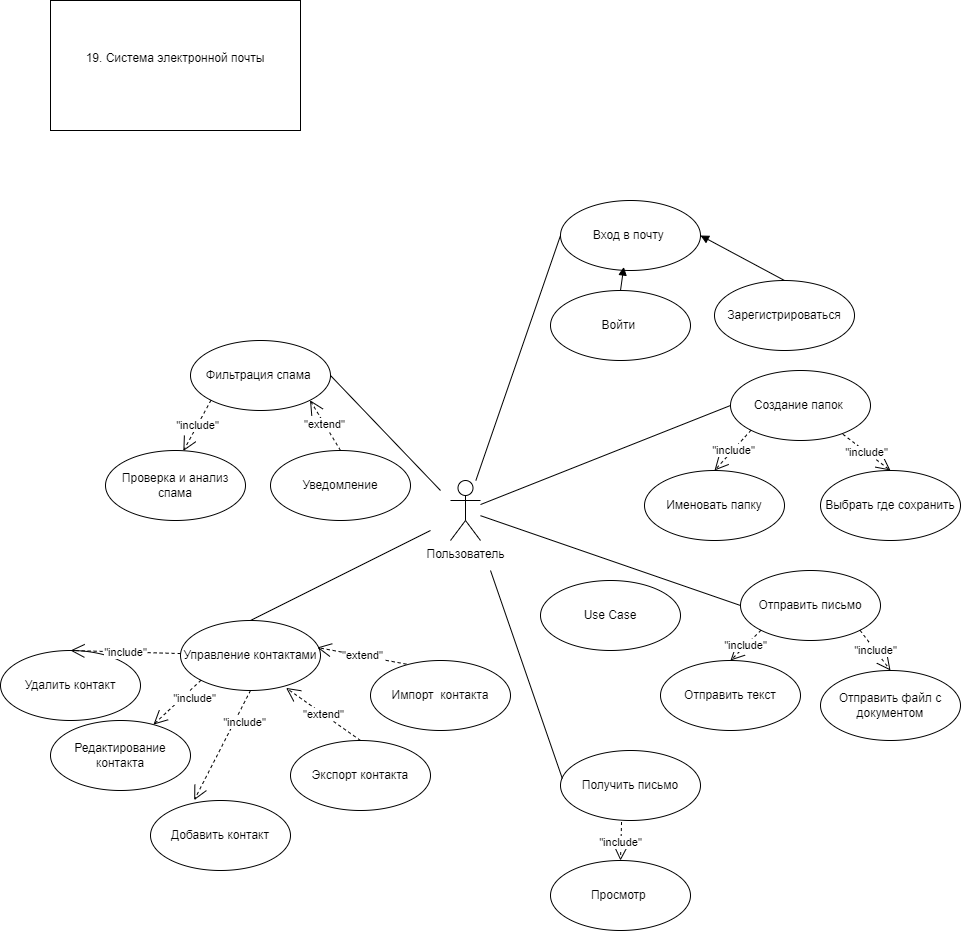 19. Система электронной почты
Вход в почту
Войти
Зарегистрироваться
Фильтрация спама
"include"
"extend"
Проверка и анализ
спама
Уведомление
Создание папок
"include"
"include"
Именовать папку
Выбрать где сохранить
Пользователь
Use Case
Отправить письмо
"include"
"include"
Отправить текст
Отправить файл с
документом
Управление контактами
"include"
"extend"
"include"
"include"
"extend"
Удалить контакт
Импорт контакта
Редактирование
контакта
Экспорт контакта
Добавить контакт
Получить письмо
"include"
Просмотр